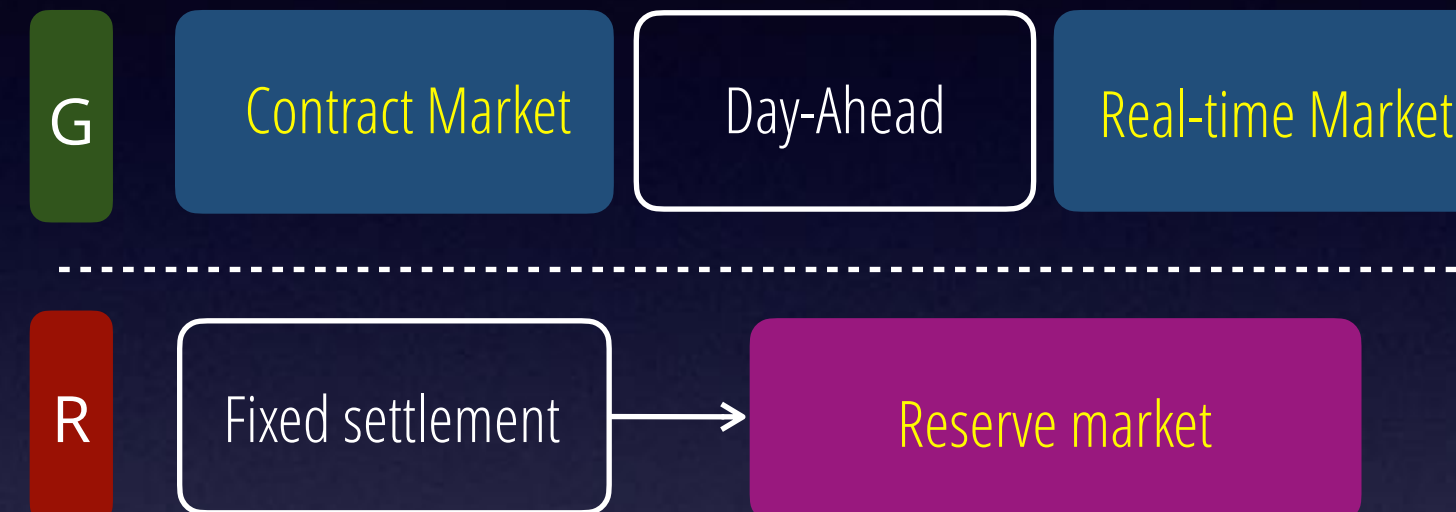 G
Contract Market
Day-Ahead
Real-time Market
R
Fixed settlement
Reserve market